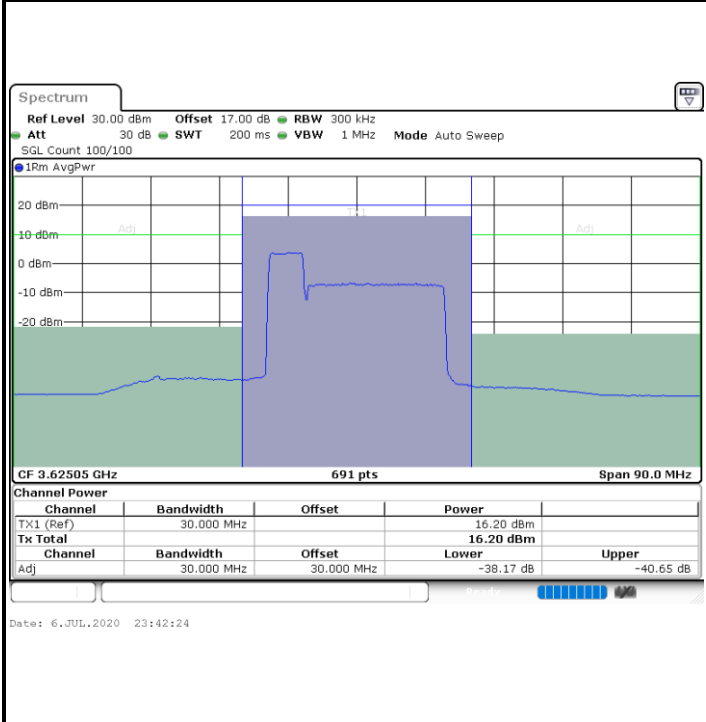 Spectrum
Ref Level 30.00 dBm Offset 17.00 dB RBW 300 kHz
Att 30 dB SWT 200 ms VBW 1 MHz Mode Auto Sweep
SGL Count 100/100
1Rm AvgPwr
20 dBm
TX1
Adj Adj
10 dBm
0 dBm
-10 dBm
-20 dBm
CF 3.62505 GHz 691 pts Span 90.0 MHz
Channel Power
Channel Bandwidth Offset Power
TX1 (Ref) 30.000 MHz 16.20 dBm
Tx Total 16.20 dBm
Channel Bandwidth Offset Lower Upper
Adj 30.000 MHz 30.000 MHz -38.17 dB -40.65 dB
Ready
Date: 6.JUL.2020 23:42:24